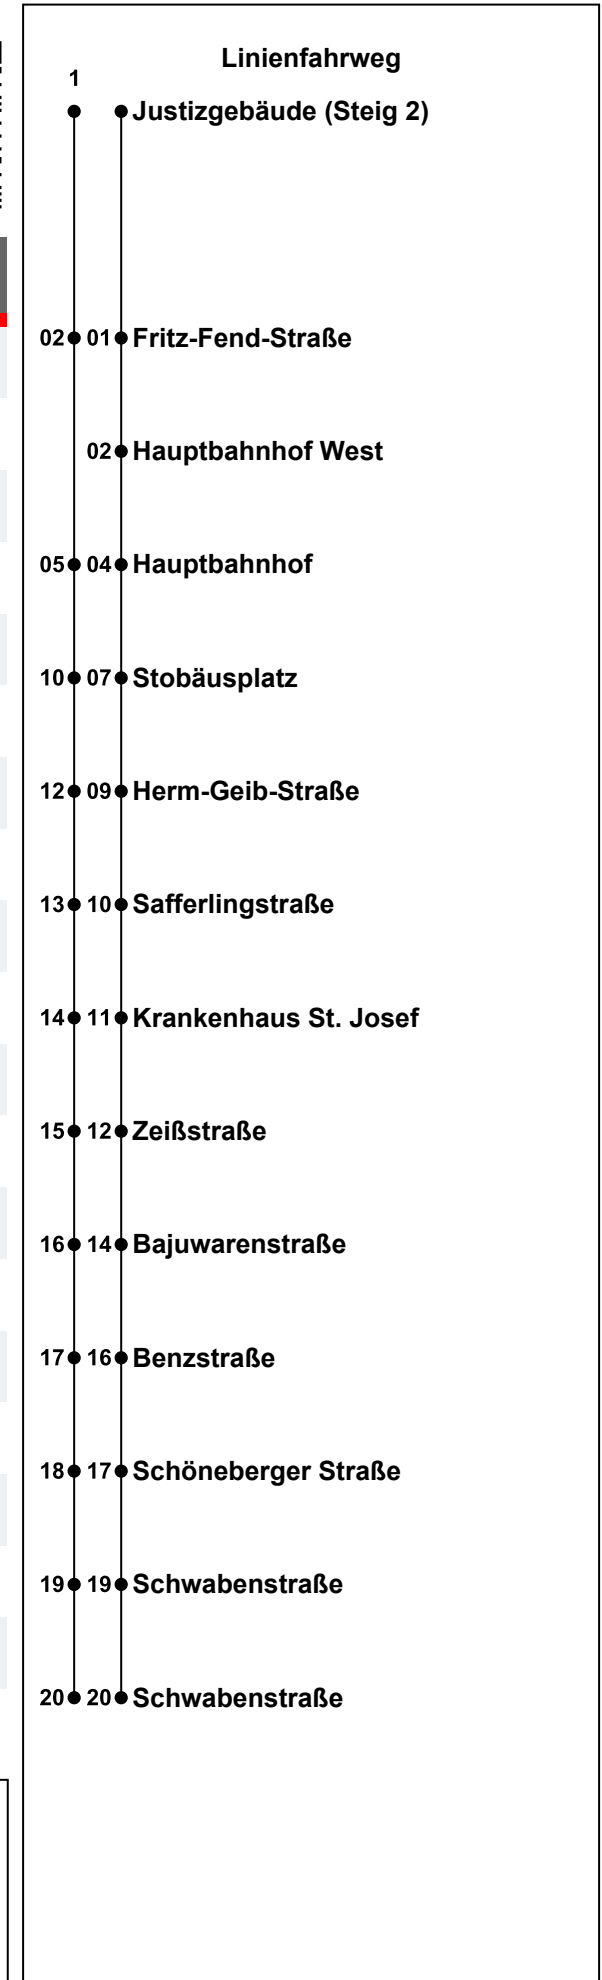 Linienfahrweg
1
Justizgebäude (Steig 2)
02 01 Fritz-Fend-Straße
02 Hauptbahnhof West
05 04 Hauptbahnhof
10 07 Stobäusplatz
12 09 Herm-Geib-Straße
13 10 Safferlingstraße
14 11 Krankenhaus St. Josef
15 12 Zeißstraße
16 14 Bajuwarenstraße
17 16 Benzstraße
18 17 Schöneberger Straße
19 19 Schwabenstraße
20 20 Schwabenstraße